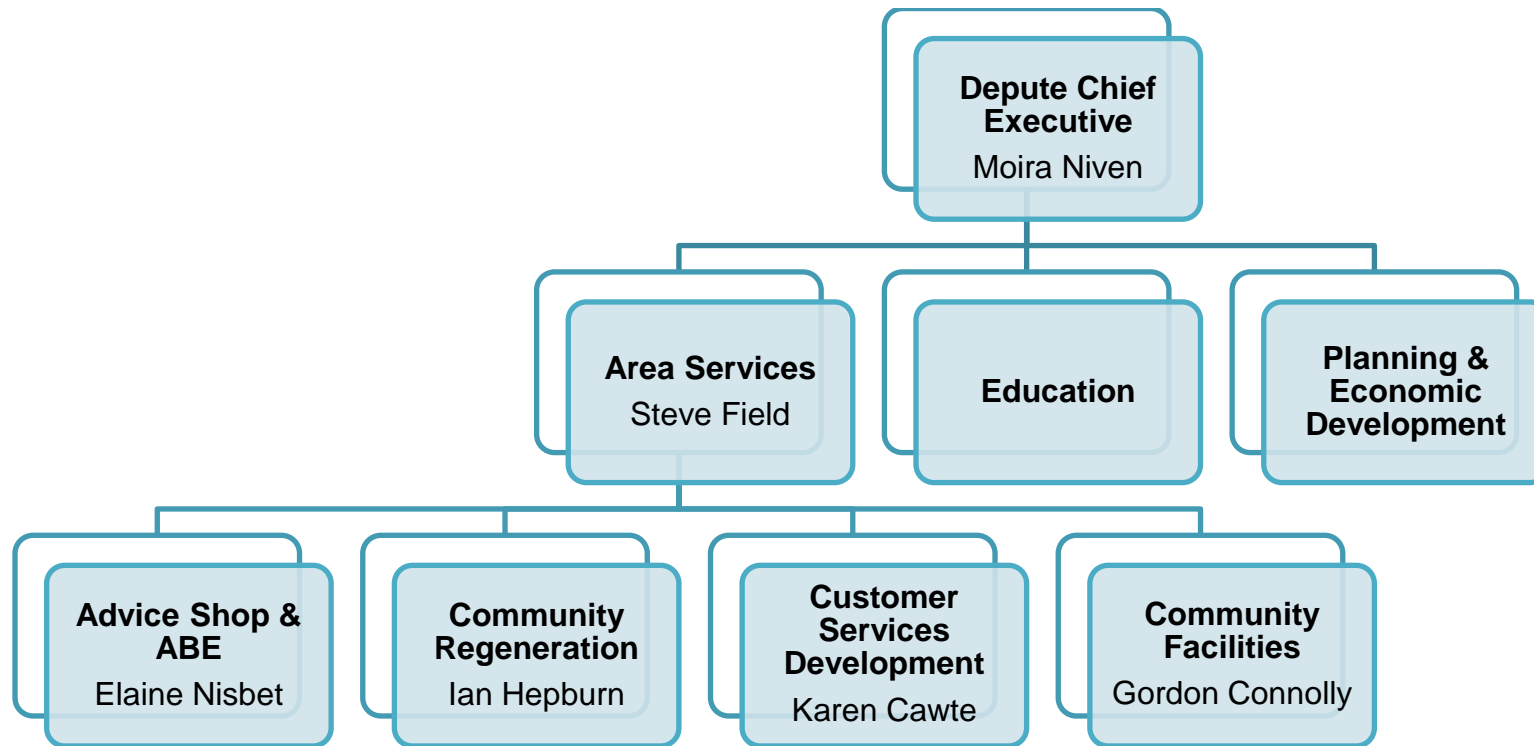 Depute Chief
Executive
Moira Niven
Area Services
Steve Field
Education
Planning &
Economic
Development
Advice Shop &
ABE
Elaine Nisbet
Community
Regeneration
Ian Hepburn
Customer
Services
Development
Karen Cawte
Community
Facilities
Gordon Connolly